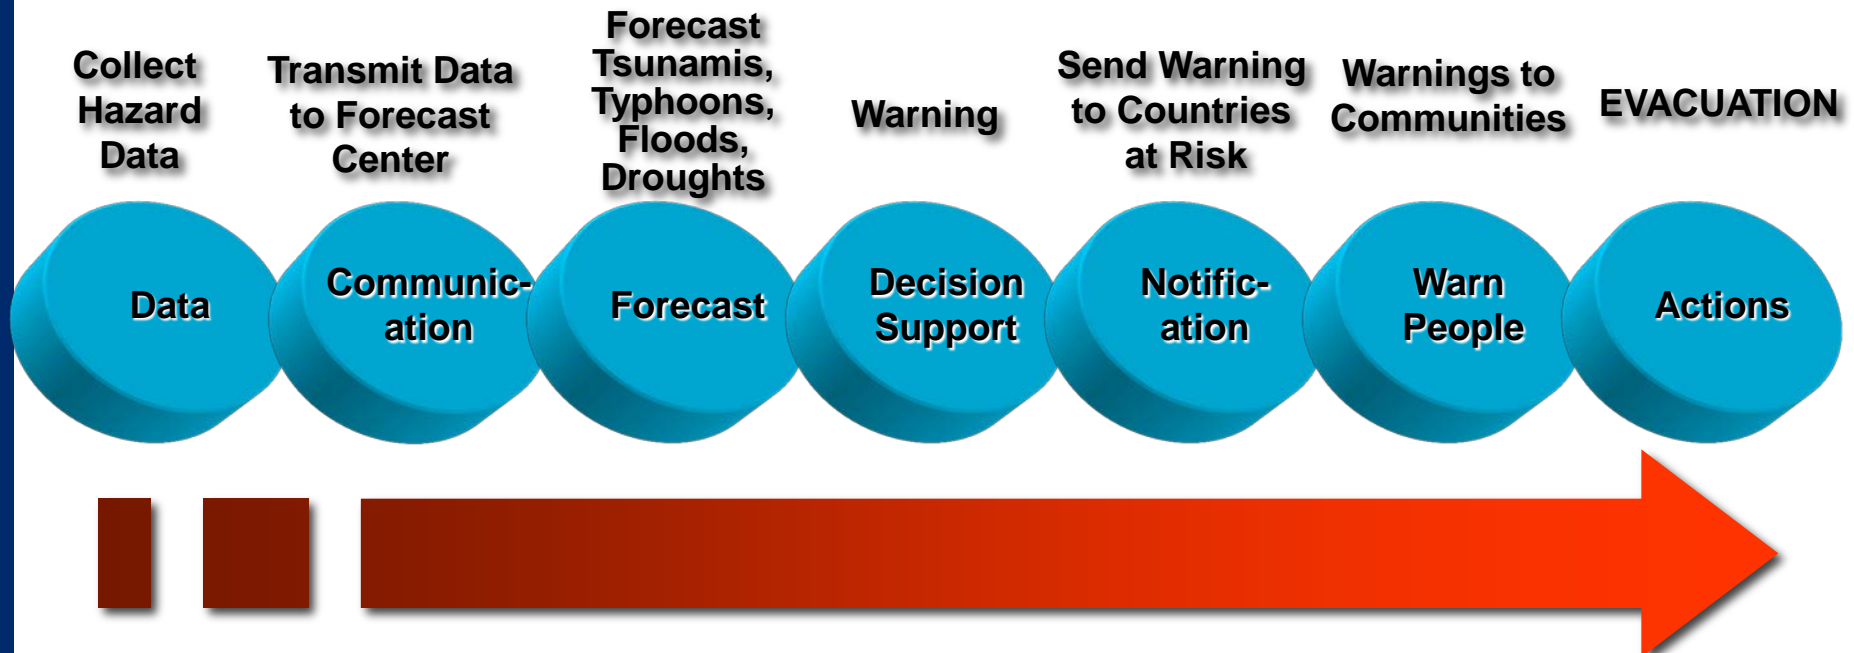 Collect
Hazard
Data
Transmit Data
to Forecast
Center
Forecast
Tsunamis,
Typhoons,
Floods,
Droughts
Warning
Send Warning
to Countries
at Risk
Warnings to
Communities
EVACUATION
Data
Communic-
ation
Forecast
Decision
Support
Notific-
ation
Warn
People
Actions